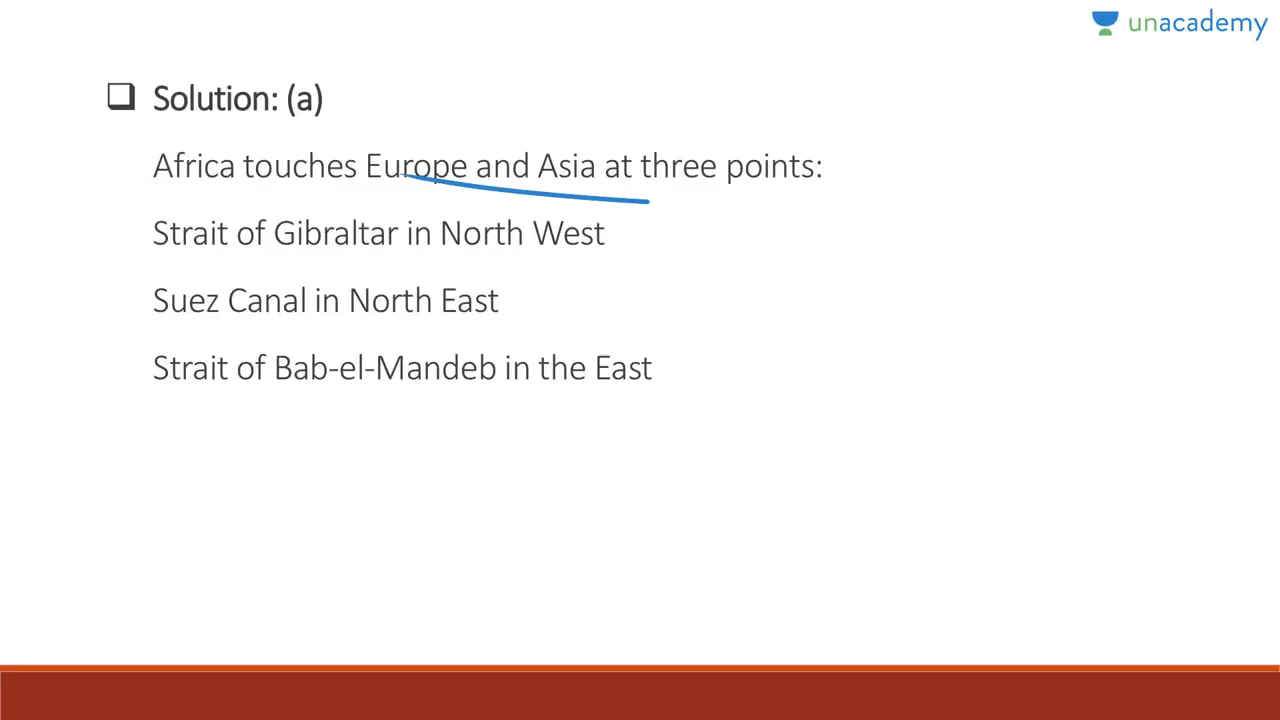 unacademy
Solution: (a)
Africa touches Europe and Asia at three points:
Strait of Gibraltar in North West
Suez Canal in North East
Strait of Bab-el-Mandeb in the East